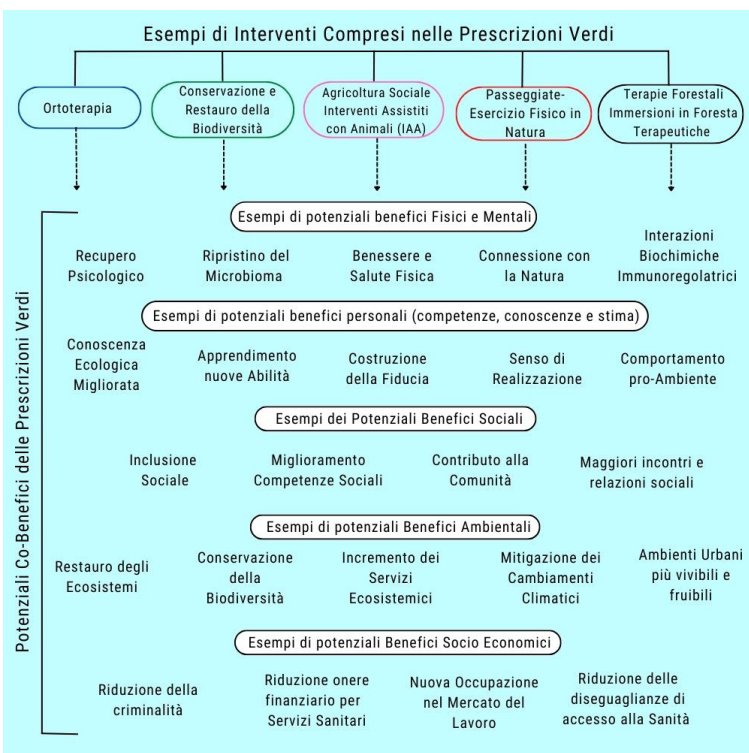 Esempi di Interventi Compresi nelle Prescrizioni Verdi
Ortoterapia
Conservazione e
Restauro della
Biodiversità
Agricoltura Sociale
Interventi Assistiti
con Animali (IAA)
Passeggiate-
Esercizio Fisico in
Natura
Terapie Forestali
Immersioni in Foresta
Terapeutiche
Potenziali Co-Benefici delle Prescrizioni Verdi
Esempi di potenziali benefici Fisici e Mentali
Recupero
Psicologico
Ripristino del
Microbioma
Benessere e
Salute Fisica
Connessione con
la Natura
Interazioni
Biochimiche
Immunoregolatrici
Esempi di potenziali benefici personali (competenze, conoscenze e stima)
Conoscenza
Ecologica
Migliorata
Apprendimento
nuove Abilità
Costruzione
della Fiducia
Senso di
Realizzazione
Comportamento
pro-Ambiente
Esempi dei Potenziali Benefici Sociali
Inclusione
Sociale
Miglioramento
Competenze Sociali
Contributo alla
Comunità
Maggiori incontri e
relazioni sociali
Esempi di potenziali Benefici Ambientali
Restauro degli
Ecosistemi
Conservazione
della
Biodiversità
Incremento dei
Servizi
Ecosistemici
Mitigazione dei
Cambiamenti
Climatici
Ambienti Urbani
più vivibili e
fruibili
Esempi di potenziali Benefici Socio Economici
Riduzione della
criminalità
Riduzione onere
finanziario per
Servizi Sanitari
Nuova Occupazione
nel Mercato del
Lavoro
Riduzione delle
diseguaglianze di
accesso alla Sanità